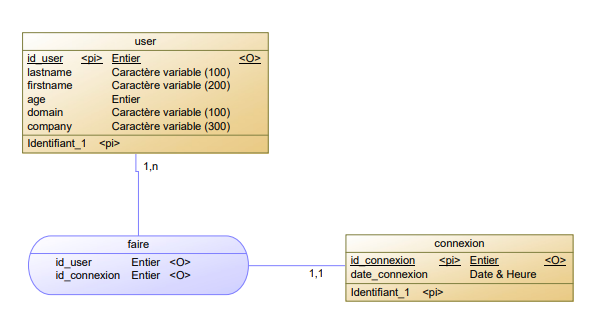 user
id_user <pi> Entier <O>
lastname Caractère variable (100)
firstname Caractère variable (200)
age Entier
domain Caractère variable (100)
company Caractère variable (300)
Identifiant_1 <pi>
1,n
faire
id_user Entier <O>
id_connexion Entier <O>
1,1
connexion
id_connexion <pi> Entier <O>
date_connexion Date & Heure
Identifiant_1 <pi>